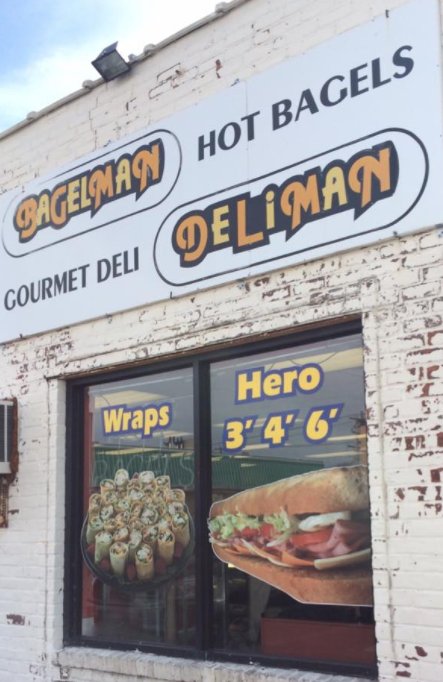 BAGELMAN
HOT BAGELS
GOURMET DELI
DELIMAN
Wraps
Hero
3' 4' 6'